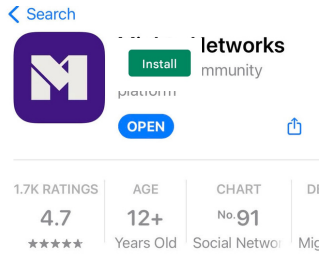 Search
letworks
Install
mmunity
platform
OPEN
1.7K RATINGS AGE CHART
4.7 12+ No.91
★★★★★ Years Old Social Networ Mig